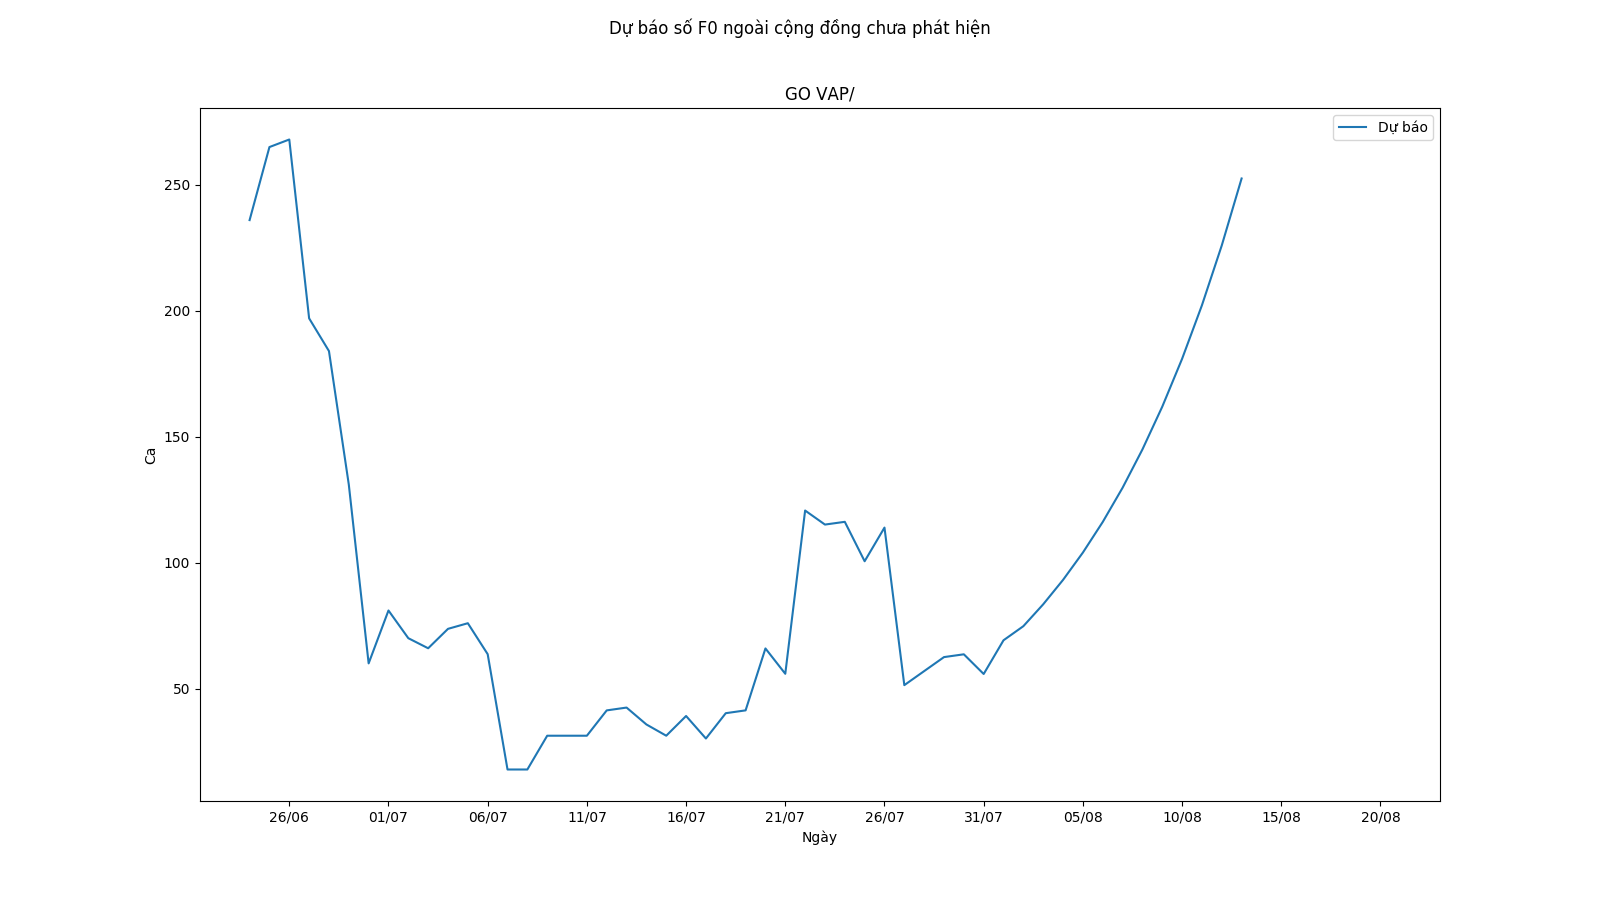 Dự báo số F0 ngoài cộng đồng chưa phát hiện
GO VAP/
Dự báo
250
200
150
100
50
Ca
26/06 01/07 06/07 11/07 16/07 21/07 26/07 31/07 05/08 10/08 15/08 20/08
Ngày